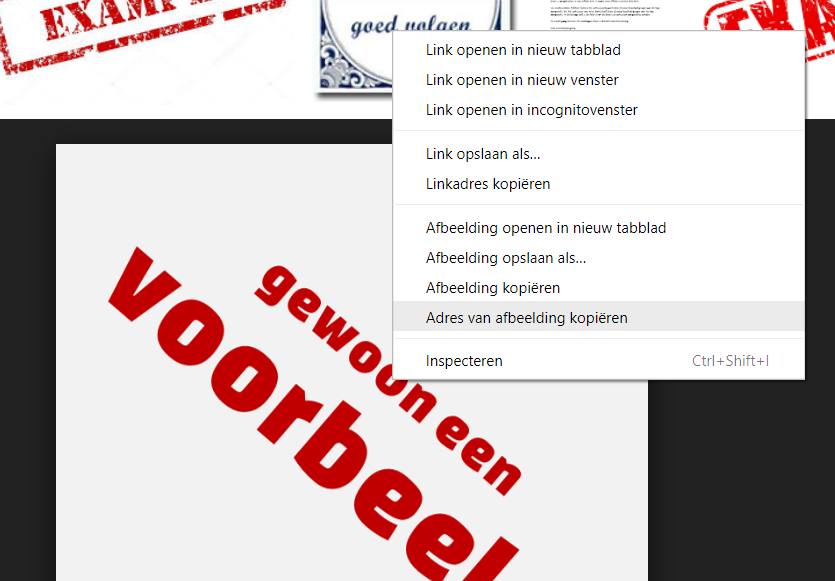 goed volgen
Link openen in nieuw tabblad
Link openen in nieuw venster
Link openen in incognitovenster
Link opslaan als...
Linkadres kopiëren
Afbeelding openen in nieuw tabblad
Afbeelding opslaan als...
Afbeelding kopiëren
Adres van afbeelding kopiëren
Inspecteren Ctrl+Shift+I
gewoon een
voorbeel